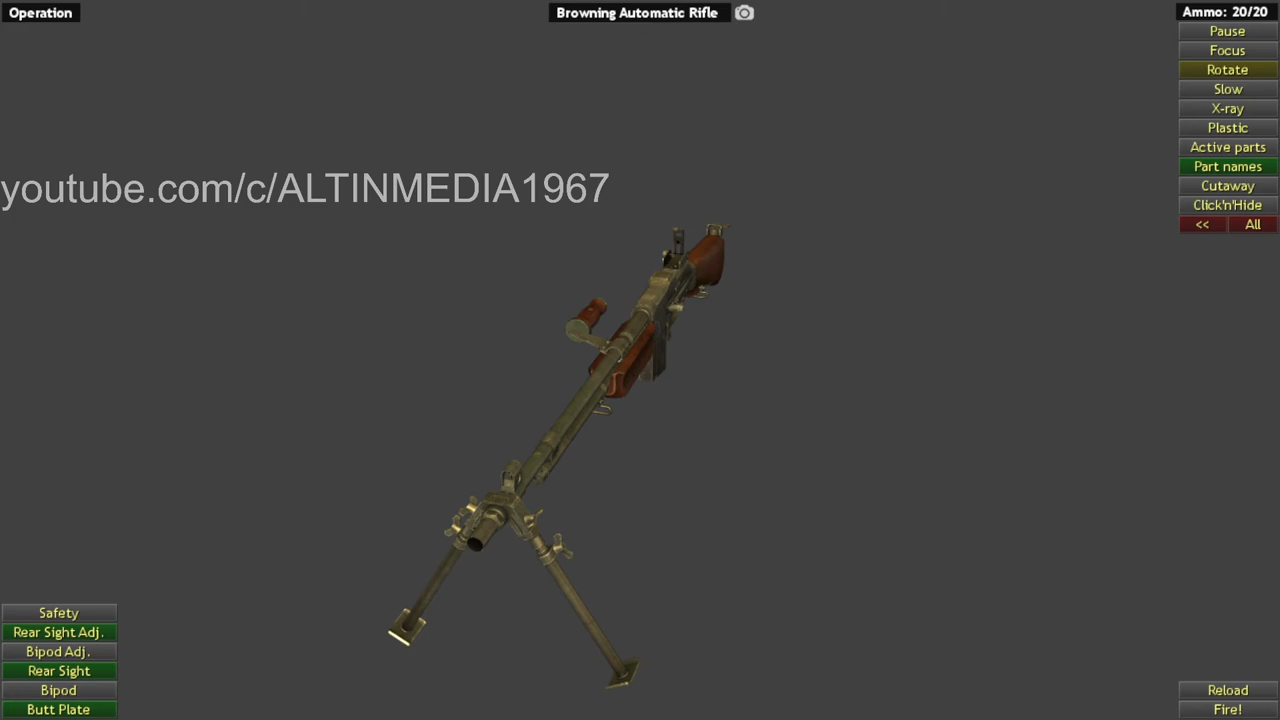 Operation
Browning Automatic Rifle
Ammo: 20/20
Pause
Focus
Rotate
Slow
X-ray
Plastic
Active parts
Part names
Cutaway
Click'n'Hide
<< All
youtube.com/c/ALTINMEDIA1967
Safety
Rear Sight Adj.
Bipod Adj.
Rear Sight
Bipod
Butt Plate
Reload
Fire!